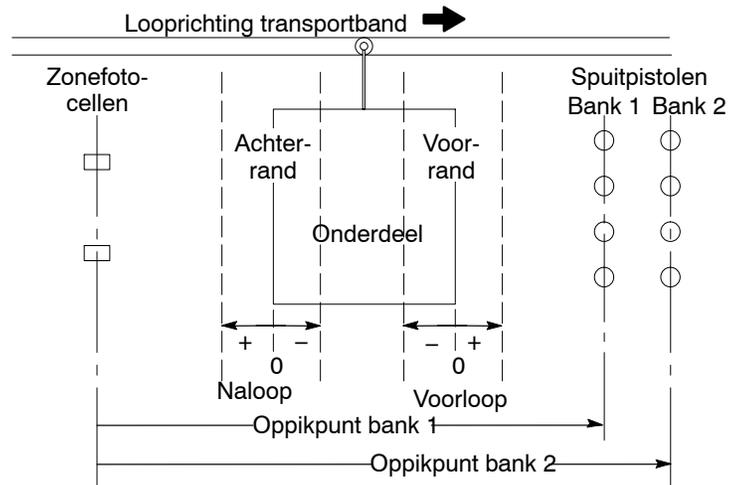 Looprichting transportband
Zonefoto-
cellen
Spuitpistolen
Bank 1 Bank 2
Achter-
rand
Voor-
rand
Onderdeel
+ –
– +
0
0
Naloop
Voorloop
Oppikpunt bank 1
Oppikpunt bank 2